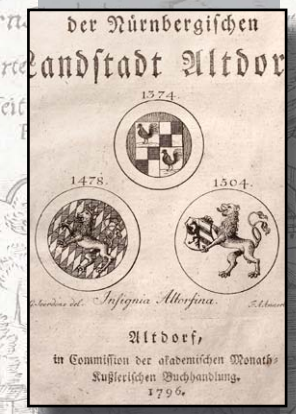 der Nürnbergischen
Landstadt Altdor
1374.
1478.
1504.
Insignia Altorfina.
Altdorf,
in Commission der akademischen Monath-
Kußlerischen Buchhandlung.
1796.